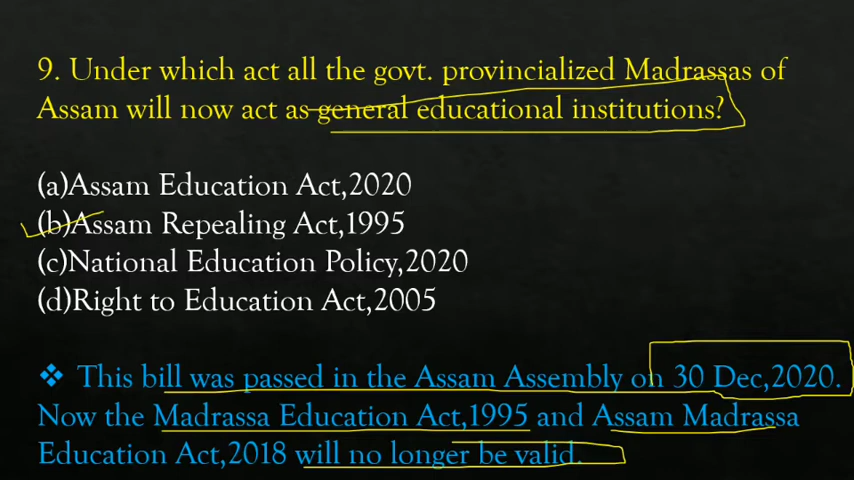 9. Under which act all the govt. provincialized Madrassas of
Assam will now act as general educational institutions?
(a)Assam Education Act,2020
(b)Assam Repealing Act,1995
(c)National Education Policy,2020
(d)Right to Education Act,2005
❖ This bill was passed in the Assam Assembly on 30 Dec,2020.
Now the Madrassa Education Act,1995 and Assam Madrassa
Education Act,2018 will no longer be valid.